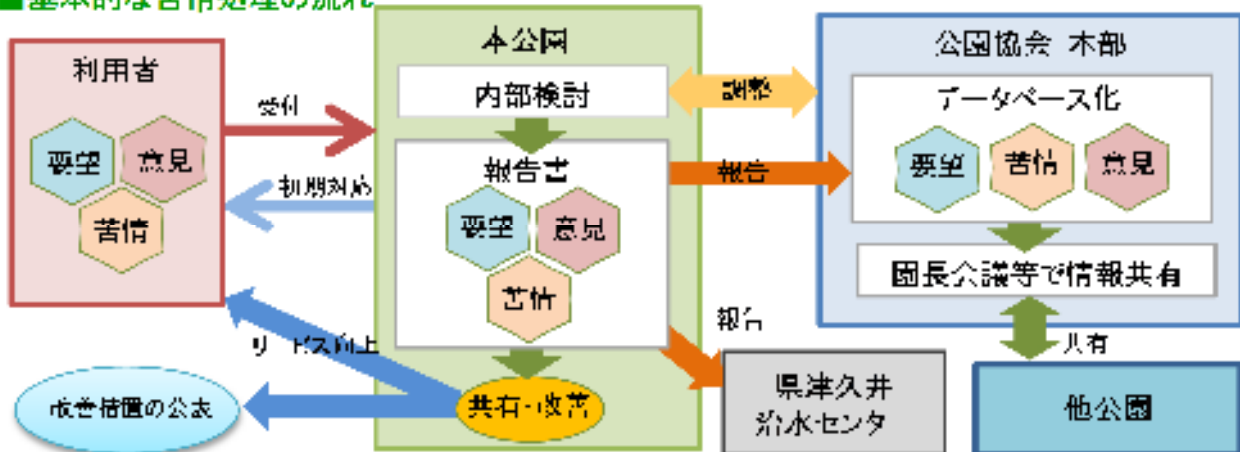 ■基本的な苦情処理の流れ
利用者
要望
意見
苦情
受付
初期対応
サービス向上
改善措置の公表
本公園
内部検討
報告書
要望
意見
苦情
共有・改善
調整
報告
報告
県津久井
治水センタ
公園協会 本部
データベース化
要望
苦情
意見
園長会議等で情報共有
共有
他公園